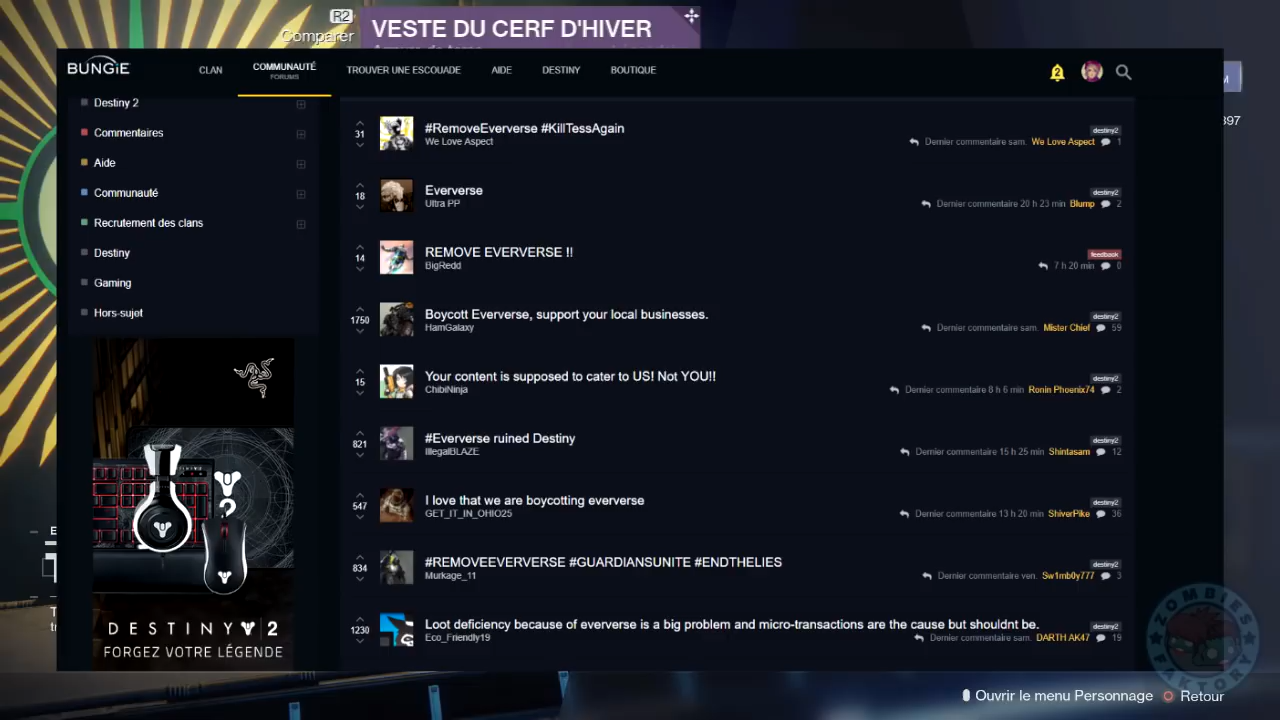 R2
Comparer
VESTE DU CERF D'HIVER
BUNGiE
CLAN
COMMUNAUTÉ
FORUMS
TROUVER UNE ESCOUADE
AIDE
DESTINY
BOUTIQUE
2
397
Destiny 2
Commentaires
Aide
Communauté
Recrutement des clans
Destiny
Gaming
Hors-sujet
31
#RemoveEververse #KillTessAgain
We Love Aspect
destiny2
Dernier commentaire sam. We Love Aspect 1
18
Eververse
Ultra PP
destiny2
Dernier commentaire 20 h 23 min Blump 2
14
REMOVE EVERVERSE !!
BigRedd
feedback
7 h 20 min 0
1750
Boycott Eververse, support your local businesses.
HamGalaxy
destiny2
Dernier commentaire sam. Mister Chief 59
15
Your content is supposed to cater to US! Not YOU!!
ChibiNinja
destiny2
Dernier commentaire 8 h 6 min Ronin Phoenix74 2
821
#Eververse ruined Destiny
IllegalBLAZE
destiny2
Dernier commentaire 15 h 25 min Shintasam 12
547
I love that we are boycotting eververse
GET_IT_IN_OHIO25
destiny2
Dernier commentaire 13 h 20 min ShiverPike 36
834
#REMOVEEVERVERSE #GUARDIANSUNITE #ENDTHELIES
Murkage_11
destiny2
Dernier commentaire ven. Sw1mb0y777 3
1230
Loot deficiency because of eververse is a big problem and micro-transactions are the cause but shouldnt be.
Eco_Friendly19
destiny2
Dernier commentaire sam. DARTH AK47 19
DESTINY 2
FORGEZ VOTRE LÉGENDE
ZOMBIES
FAKTORY
Ouvrir le menu Personnage
Retour